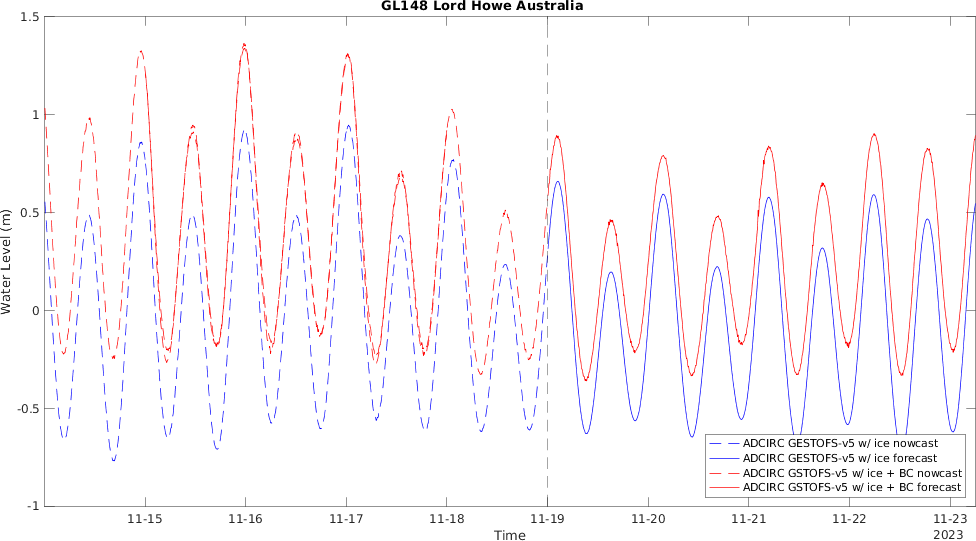 GL148 Lord Howe Australia
1.5
1
0.5
0
-0.5
-1
Water Level (m)
ADCIRC GESTOFS-v5 w/ ice nowcast
ADCIRC GESTOFS-v5 w/ ice forecast
ADCIRC GSTOFS-v5 w/ ice + BC nowcast
ADCIRC GSTOFS-v5 w/ ice + BC forecast
11-15 11-16 11-17 11-18 11-19 11-20 11-21 11-22 11-23
Time
2023